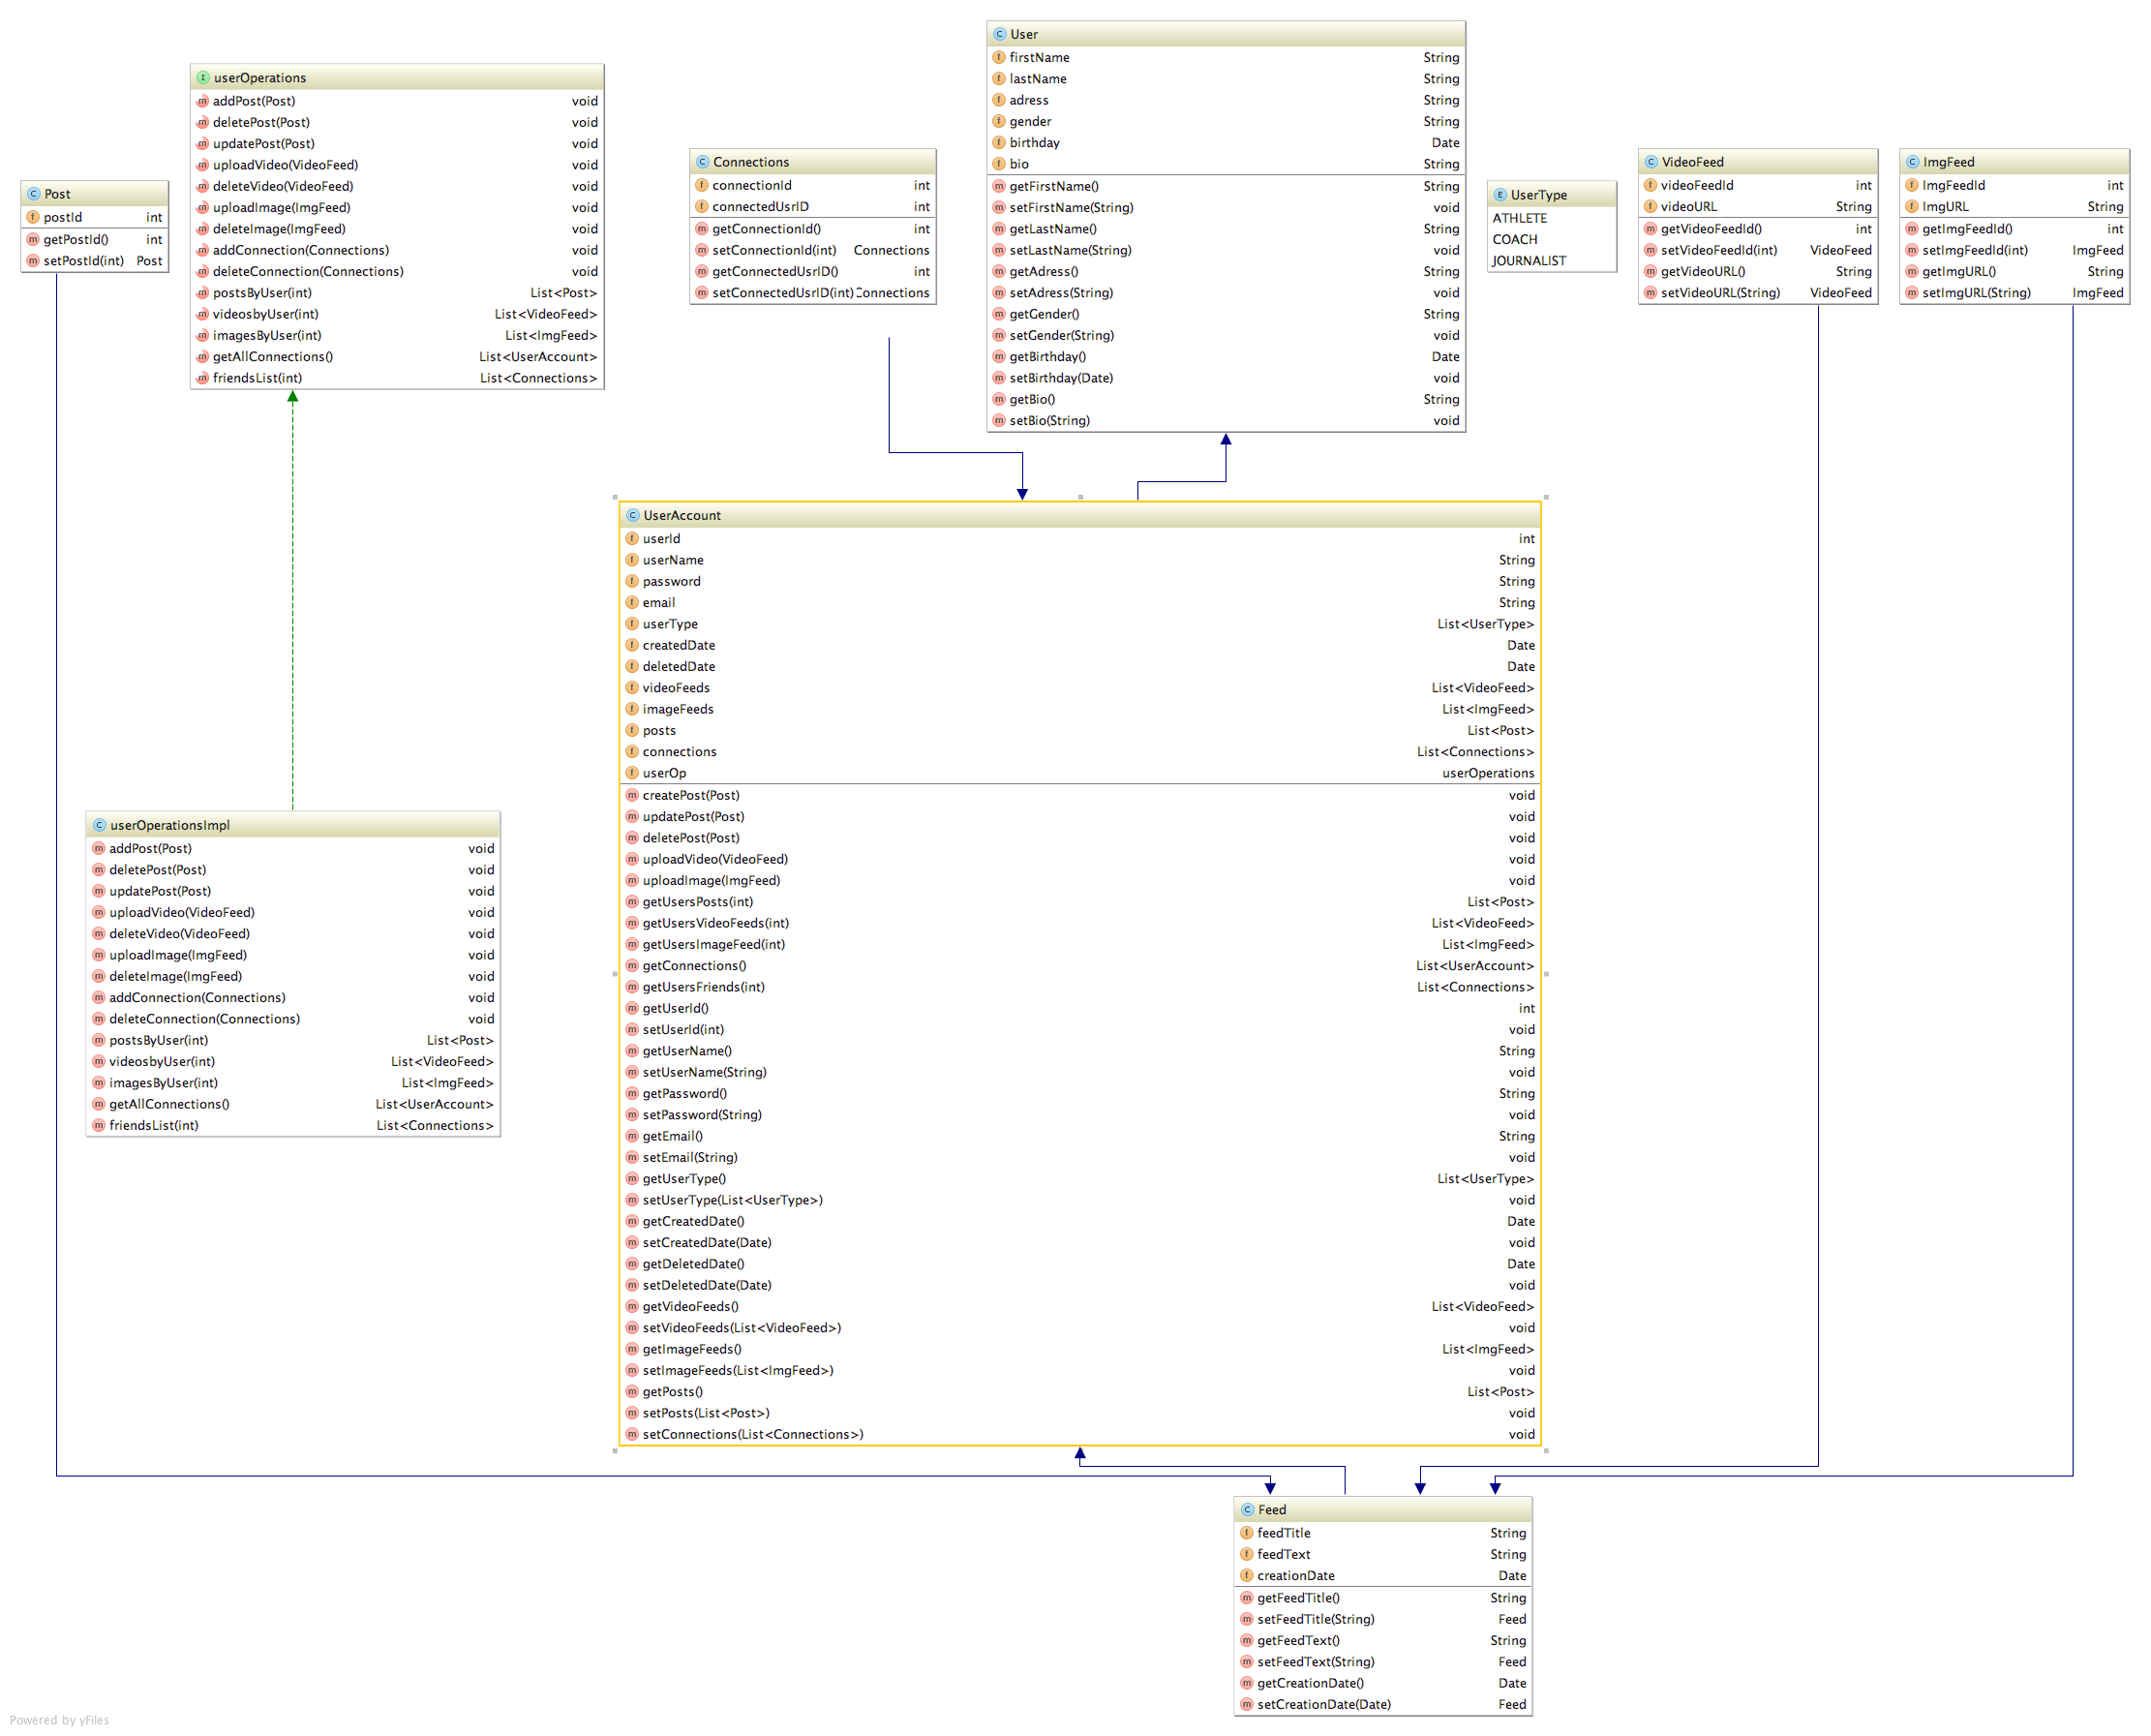 User
firstName String
lastName String
adress String
gender String
birthday Date
bio String
getFirstName() String
setFirstName(String) void
getLastName() String
setLastName(String) void
getAdress() String
setAdress(String) void
getGender() String
setGender(String) void
getBirthday() Date
setBirthday(Date) void
getBio() String
setBio(String) void
userOperations
addPost(Post) void
deletePost(Post) void
updatePost(Post) void
uploadVideo(VideoFeed) void
deleteVideo(VideoFeed) void
uploadImage(ImgFeed) void
deleteImage(ImgFeed) void
addConnection(Connections) void
deleteConnection(Connections) void
postsByUser(int) List<Post>
videosbyUser(int) List<VideoFeed>
imagesByUser(int) List<ImgFeed>
getAllConnections() List<UserAccount>
friendsList(int) List<Connections>
Connections
connectionId int
connectedUsrID int
getConnectionId() int
setConnectionId(int) Connections
getConnectedUsrID() int
setConnectedUsrID(int) Connections
VideoFeed
videoFeedId int
videoURL String
getVideoFeedId() int
setVideoFeedId(int) VideoFeed
getVideoURL() String
setVideoURL(String) VideoFeed
ImgFeed
ImgFeedId int
ImgURL String
getImgFeedId() int
setImgFeedId(int) ImgFeed
getImgURL() String
setImgURL(String) ImgFeed
Post
postId int
getPostId() int
setPostId(int) Post
UserType
ATHLETE
COACH
JOURNALIST
UserAccount
userId int
userName String
password String
email String
userType List<UserType>
createdDate Date
deletedDate Date
videoFeeds List<VideoFeed>
imageFeeds List<ImgFeed>
posts List<Post>
connections List<Connections>
userOp userOperations
createPost(Post) void
updatePost(Post) void
deletePost(Post) void
uploadVideo(VideoFeed) void
uploadImage(ImgFeed) void
getUsersPosts(int) List<Post>
getUsersVideoFeeds(int) List<VideoFeed>
getUsersImageFeed(int) List<ImgFeed>
getConnections() List<UserAccount>
getUsersFriends(int) List<Connections>
getUserId() int
setUserId(int) void
getUserName() String
setUserName(String) void
getPassword() String
setPassword(String) void
getEmail() String
setEmail(String) void
getUserType() List<UserType>
setUserType(List<UserType>) void
getCreatedDate() Date
setCreatedDate(Date) void
getDeletedDate() Date
setDeletedDate(Date) void
getVideoFeeds() List<VideoFeed>
setVideoFeeds(List<VideoFeed>) void
getImageFeeds() List<ImgFeed>
setImageFeeds(List<ImgFeed>) void
getPosts() List<Post>
setPosts(List<Post>) void
setConnections(List<Connections>) void
userOperationsImpl
addPost(Post) void
deletePost(Post) void
updatePost(Post) void
uploadVideo(VideoFeed) void
deleteVideo(VideoFeed) void
uploadImage(ImgFeed) void
deleteImage(ImgFeed) void
addConnection(Connections) void
deleteConnection(Connections) void
postsByUser(int) List<Post>
videosbyUser(int) List<VideoFeed>
imagesByUser(int) List<ImgFeed>
getAllConnections() List<UserAccount>
friendsList(int) List<Connections>
Feed
feedTitle String
feedText String
creationDate Date
getFeedTitle() String
setFeedTitle(String) Feed
getFeedText() String
setFeedText(String) Feed
getCreationDate() Date
setCreationDate(Date) Feed
Powered by yFiles